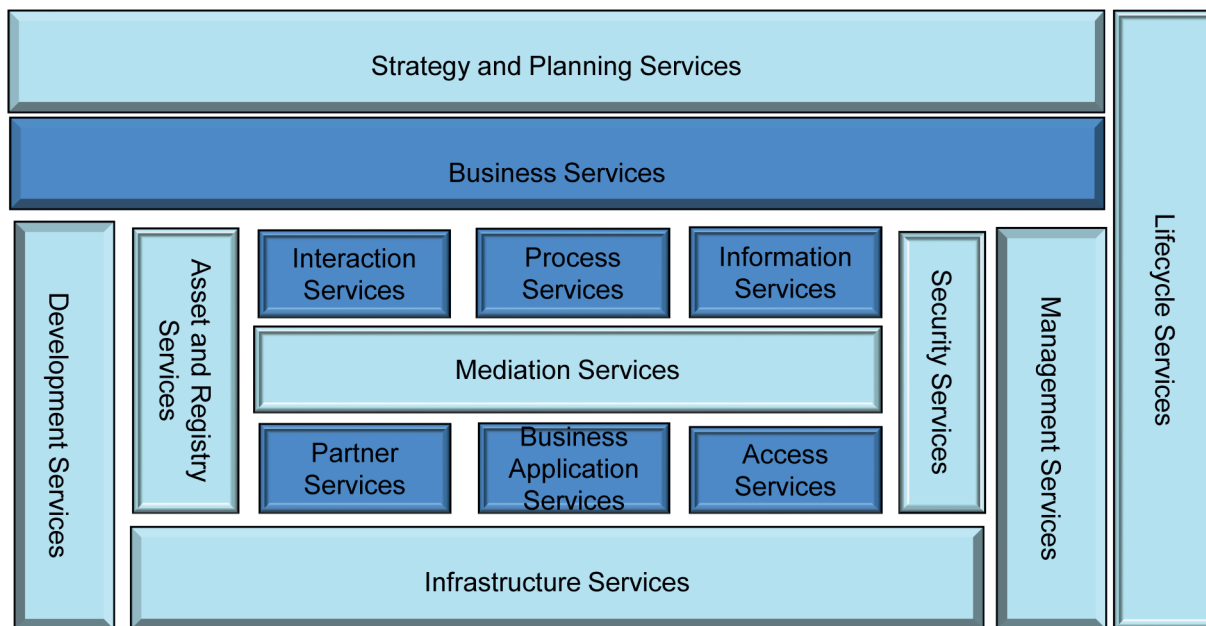 Strategy and Planning Services
Business Services
Lifecycle Services
Development Services
Asset and Registry
Services
Interaction
Services
Process
Services
Information
Services
Security Services
Management Services
Mediation Services
Partner
Services
Business
Application
Services
Access
Services
Infrastructure Services